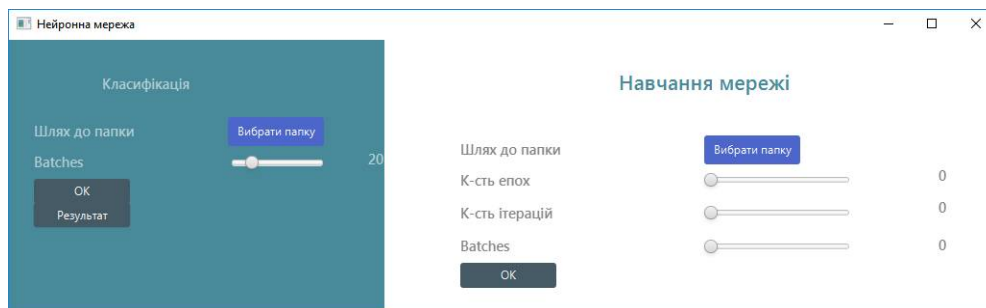 Нейронна мережа
Класифікація
Шлях до папки
Вибрати папку
Batches
20
OK
Результат
Навчання мережі
Шлях до папки
Вибрати папку
К-сть епох
0
К-сть ітерацій
0
Batches
0
OK